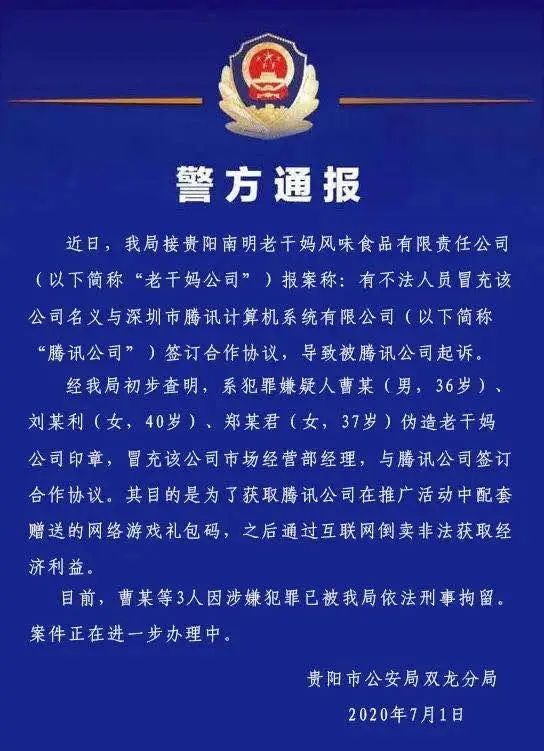 警方通报
近日，我局接贵阳南明老干妈风味食品有限责任公司
（以下简称“老干妈公司”）报案称：有不法人员冒充该
公司名义与深圳市腾讯计算机系统有限公司（以下简称
“腾讯公司”）签订合作协议，导致被腾讯公司起诉。
经我局初步查明，系犯罪嫌疑人曹某（男，36岁）、
刘某利（女，40岁）、郑某君（女，37岁）伪造老干妈
公司印章，冒充该公司市场经营部经理，与腾讯公司签订
合作协议。其目的是为了获取腾讯公司在推广活动中配套
赠送的网络游戏礼包码，之后通过互联网倒卖非法获取经
济利益。
目前，曹某等3人因涉嫌犯罪已被我局依法刑事拘留。
案件正在进一步办理中。
贵阳市公安局双龙分局
2020年7月1日